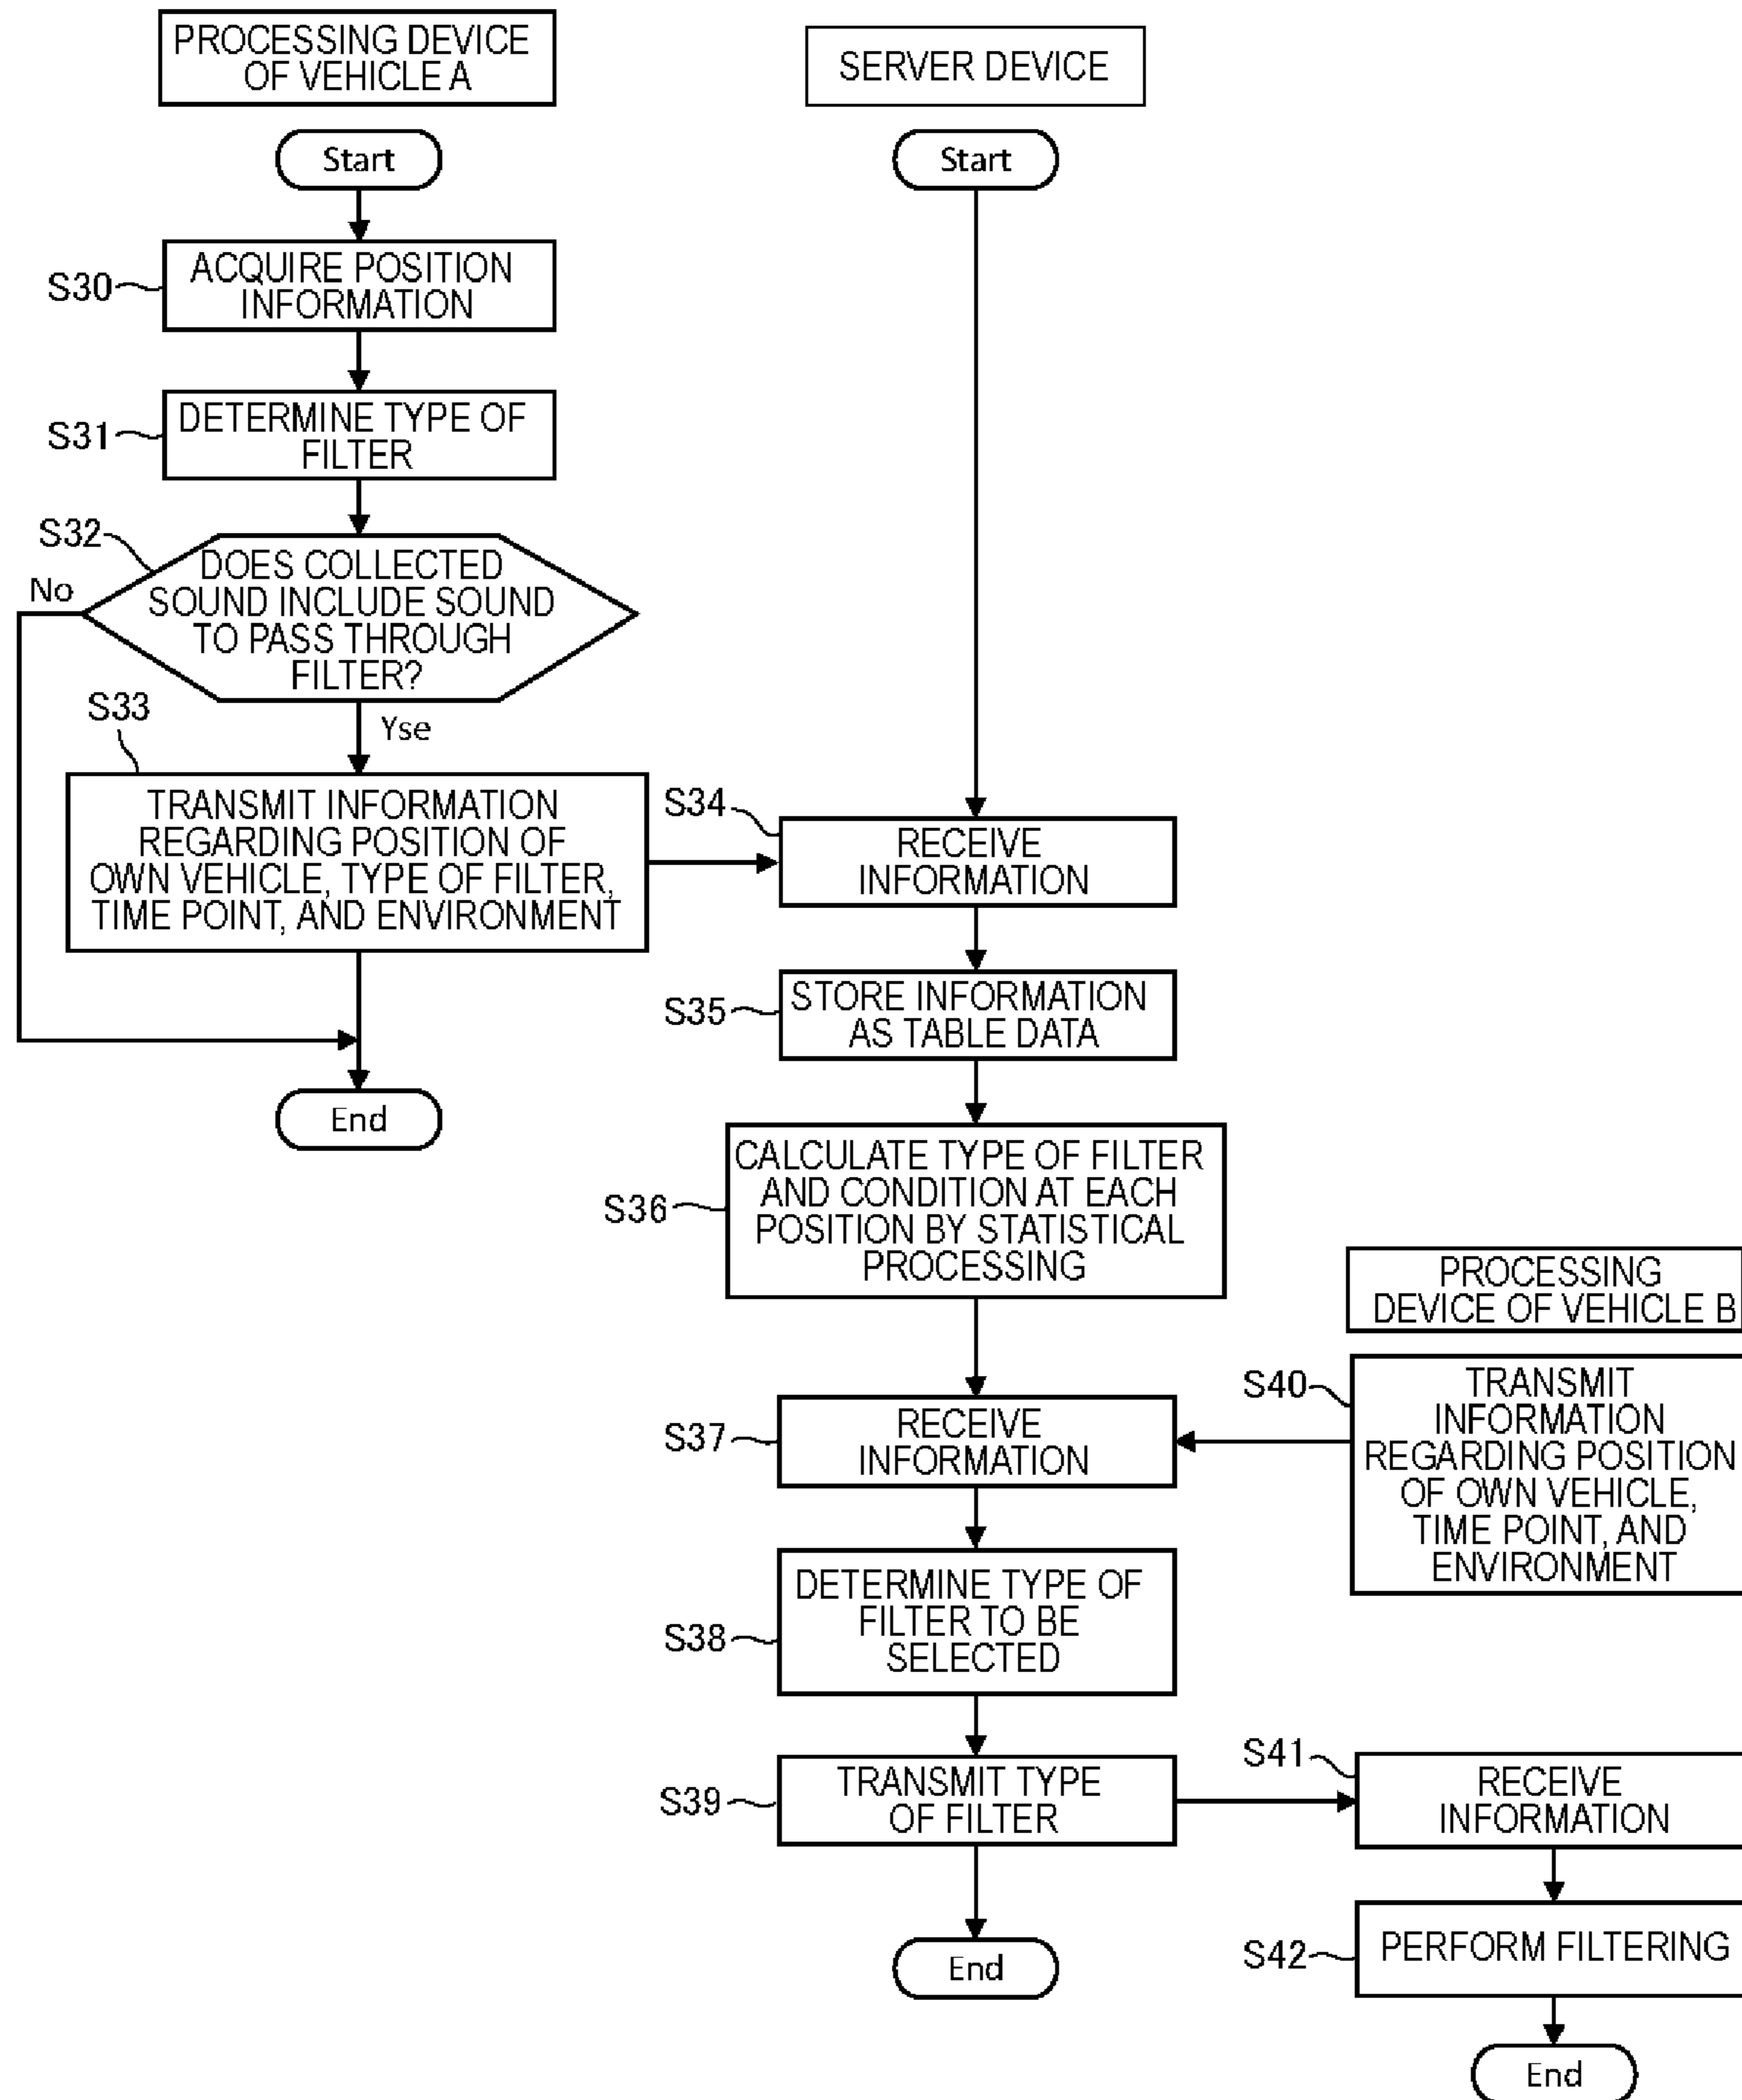 PROCESSING DEVICE
OF VEHICLE A
Start
S30
ACQUIRE POSITION
INFORMATION
S31
DETERMINE TYPE OF
FILTER
S32
DOES COLLECTED
SOUND INCLUDE SOUND
TO PASS THROUGH
FILTER?
No
Yse
S33
TRANSMIT INFORMATION
REGARDING POSITION OF
OWN VEHICLE, TYPE OF FILTER,
TIME POINT, AND ENVIRONMENT
End
SERVER DEVICE
Start
S34
RECEIVE
INFORMATION
S35
STORE INFORMATION
AS TABLE DATA
S36
CALCULATE TYPE OF FILTER
AND CONDITION AT EACH
POSITION BY STATISTICAL
PROCESSING
S37
RECEIVE
INFORMATION
S38
DETERMINE TYPE OF
FILTER TO BE
SELECTED
S39
TRANSMIT TYPE
OF FILTER
End
PROCESSING
DEVICE OF VEHICLE B
S40
TRANSMIT
INFORMATION
REGARDING POSITION
OF OWN VEHICLE,
TIME POINT, AND
ENVIRONMENT
S41
RECEIVE
INFORMATION
S42
PERFORM FILTERING
End